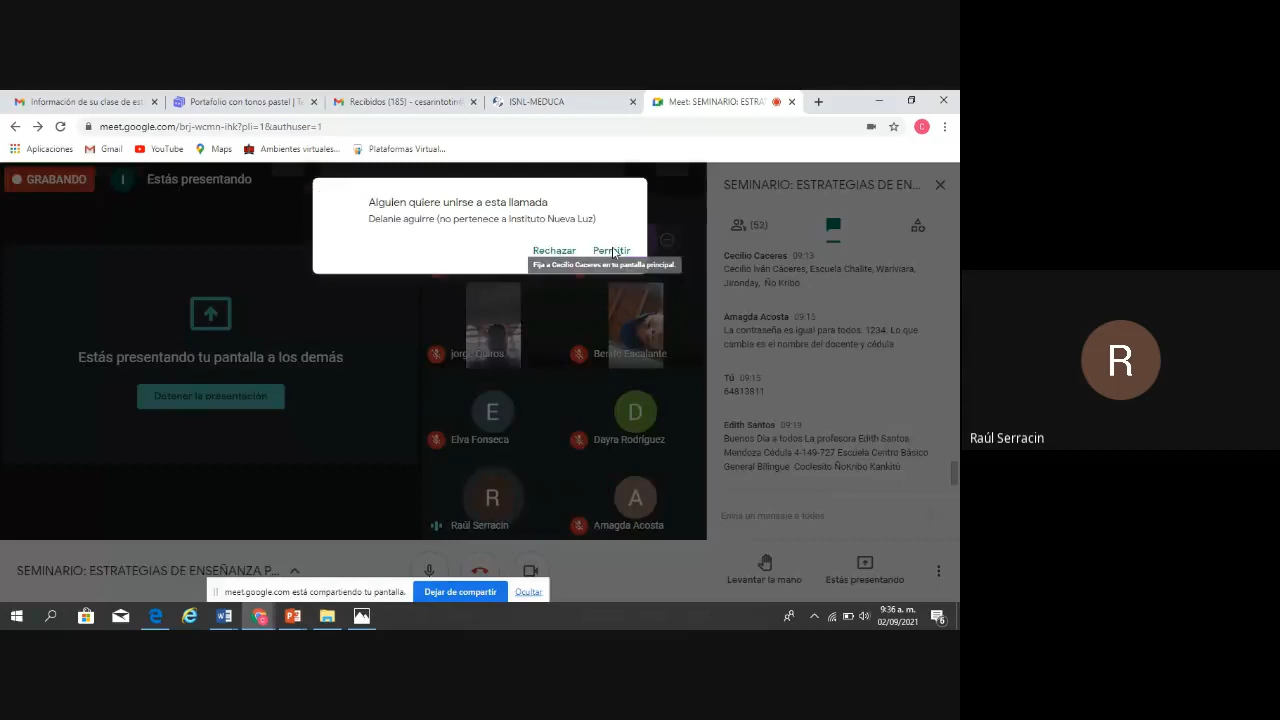 Información de su clase de est
Portafolio con tonos pastel | Te
Recibidos (185) - cesarintotin@
ISNL-MEDUCA
Meet: SEMINARIO: ESTRAT
meet.google.com/brj-wcmn-ihk?pli=1&authuser=1
C
Aplicaciones
Gmail
YouTube
Maps
Ambientes virtuales...
Plataformas Virtual...
GRABANDO
I
Estás presentando
Alguien quiere unirse a esta llamada
Delanie aguirre (no pertenece a Instituto Nueva Luz)
Rechazar
Permitir
Fija a Cecilio Caceres en tu pantalla principal.
Estás presentando tu pantalla a los demás
Detener la presentación
Benito Escalante
E
Elva Fonseca
D
Dayra Rodríguez
R
Raúl Serracin
A
Amagda Acosta
SEMINARIO: ESTRATEGIAS DE EN...
(52)
Cecilio Caceres 09:13
Cecilio Iván Cáceres, Escuela Chalite, Wariviara,
Jironday, Ño Kribo
Amagda Acosta 09:15
La contraseña es igual para todos. 1234. Lo que
cambia es el nombre del docente y cédula
Tú 09:15
64813811
Edith Santos 09:19
Buenos Día a todos La profesora Edith Santos
Mendoza Cédula 4-149-727 Escuela Centro Básico
General Bilingue Coclesito ÑoKribo Kankitú
Envía un mensaje a todos
SEMINARIO: ESTRATEGIAS DE ENSEÑANZA P...
Levantar la mano
Estás presentando
meet.google.com está compartiendo tu pantalla.
Dejar de compartir
Ocultar
9:36 a. m.
02/09/2021
6
R
Raúl Serracin